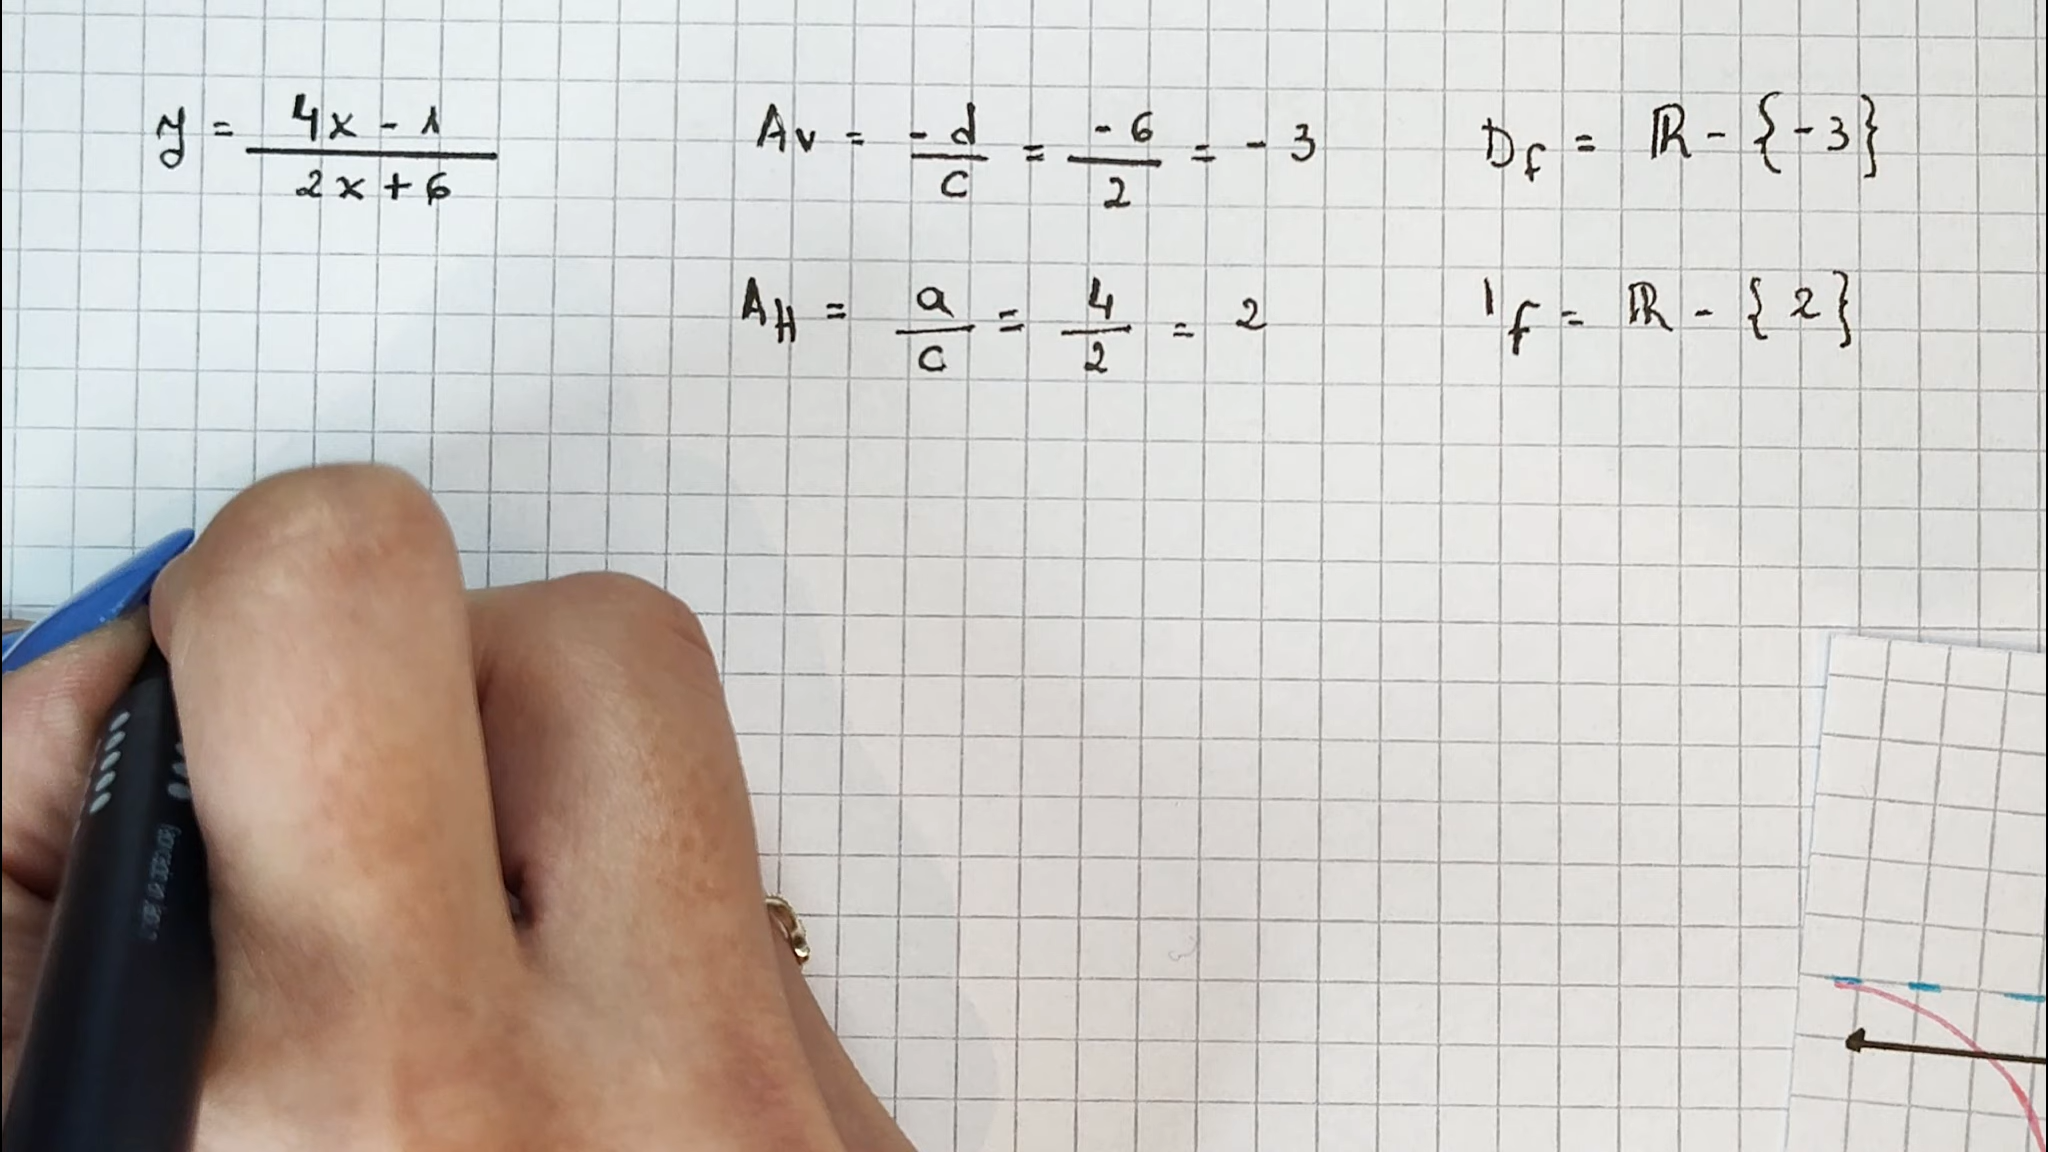 y = (4x - 1)/(2x + 6)
Av = -d/c = -6/2 = -3
Df = ℝ - {-3}
AH = a/c = 4/2 = 2
If = ℝ - {2}